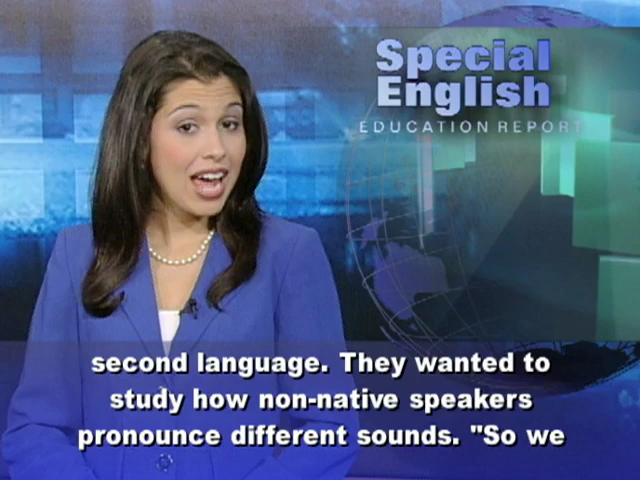 Special
English
EDUCATION REPORT
second language. They wanted to
study how non-native speakers
pronounce different sounds. "So we